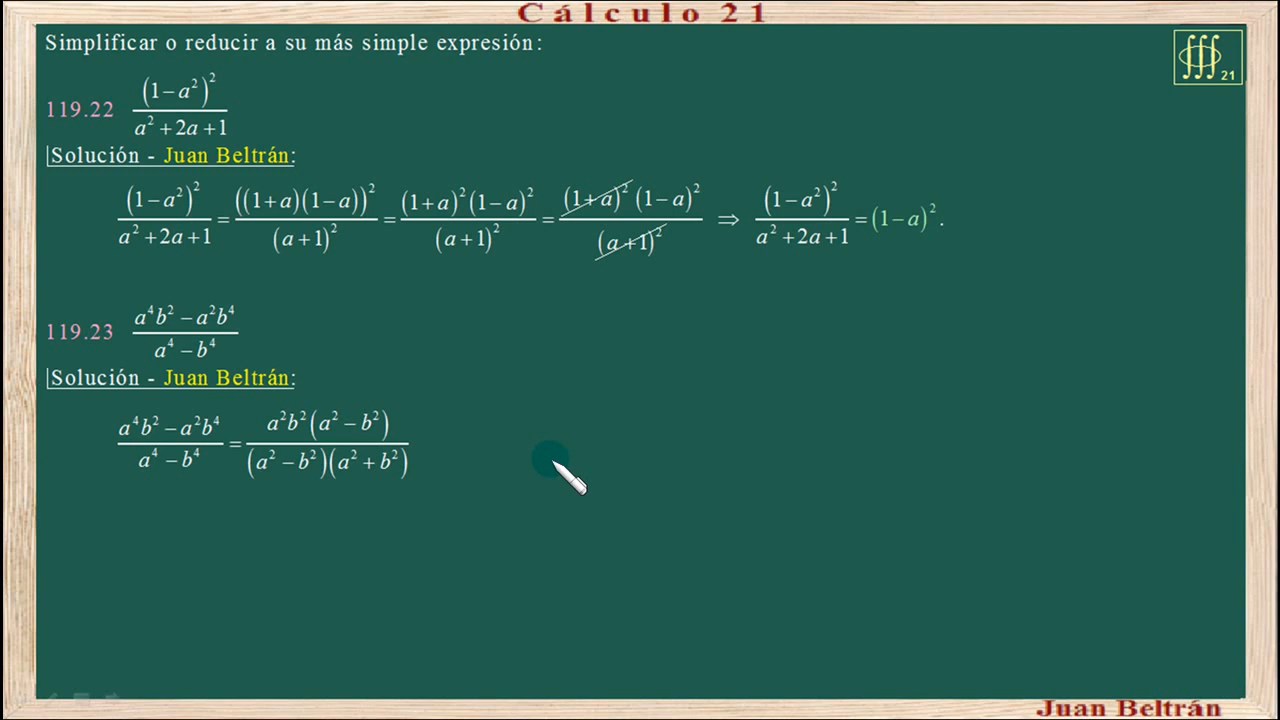 Cálculo 21
Simplificar o reducir a su más simple expresión:
∭ 21
119.22 (1−a²)² / (a²+2a+1)
Solución - Juan Beltrán:
(1−a²)² / (a²+2a+1) = ((1+a)(1−a))² / (a+1)² = (1+a)²(1−a)² / (a+1)² = (1+a)²(1−a)² / (a+1)² ⇒ (1−a²)² / (a²+2a+1) = (1−a)².
119.23 (a⁴b²−a²b⁴) / (a⁴−b⁴)
Solución - Juan Beltrán:
(a⁴b²−a²b⁴) / (a⁴−b⁴) = a²b²(a²−b²) / (a²−b²)(a²+b²)
Juan Beltrán